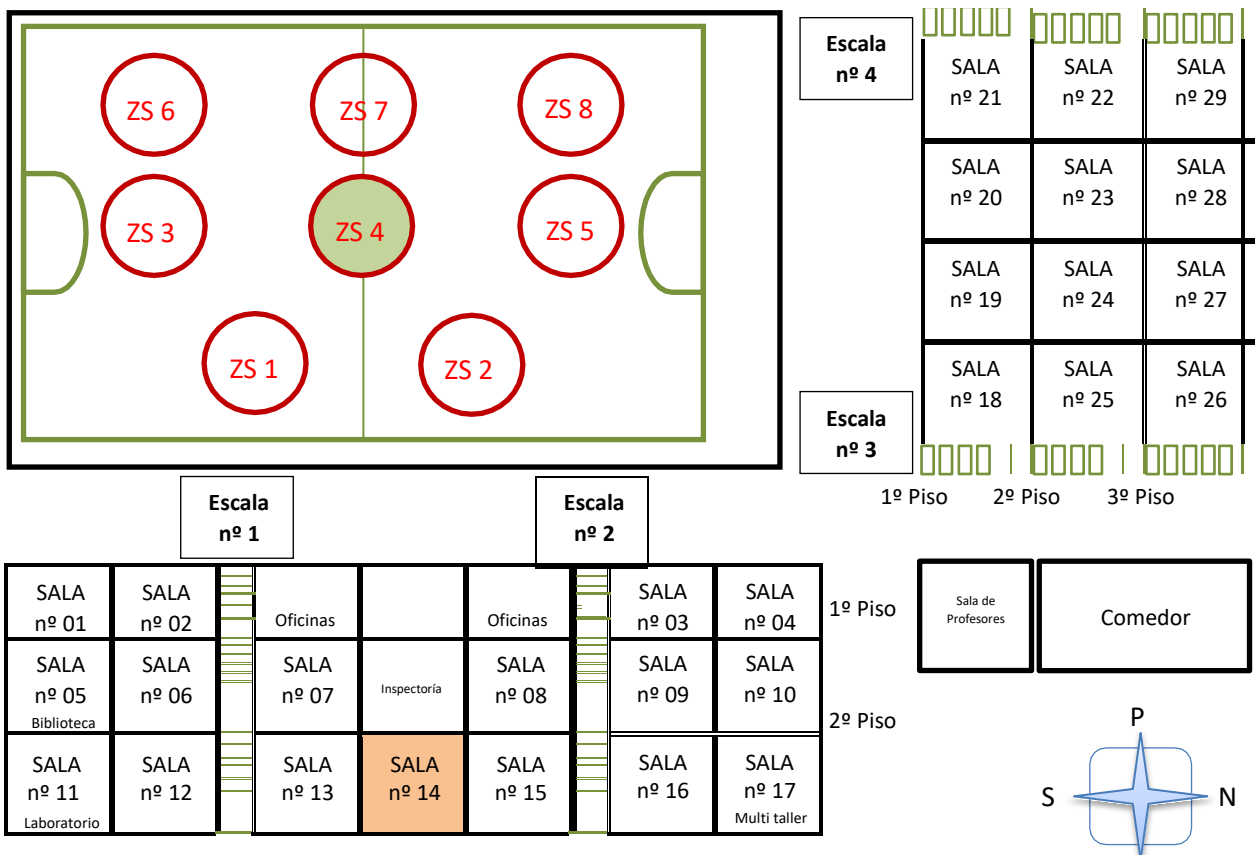 ZS 6
ZS 7
ZS 8
ZS 3
ZS 4
ZS 5
ZS 1
ZS 2
Escala
nº 4
SALA
nº 21
SALA
nº 22
SALA
nº 29
SALA
nº 20
SALA
nº 23
SALA
nº 28
SALA
nº 19
SALA
nº 24
SALA
nº 27
SALA
nº 18
SALA
nº 25
SALA
nº 26
Escala
nº 3
1º Piso
2º Piso
3º Piso
Escala
nº 1
Escala
nº 2
SALA
nº 01
SALA
nº 02
Oficinas
Oficinas
SALA
nº 03
SALA
nº 04
1º Piso
SALA
nº 05
Biblioteca
SALA
nº 06
SALA
nº 07
Inspectoría
SALA
nº 08
SALA
nº 09
SALA
nº 10
2º Piso
SALA
nº 11
Laboratorio
SALA
nº 12
SALA
nº 13
SALA
nº 14
SALA
nº 15
SALA
nº 16
SALA
nº 17
Multi taller
Sala de
Profesores
Comedor
P
S
N